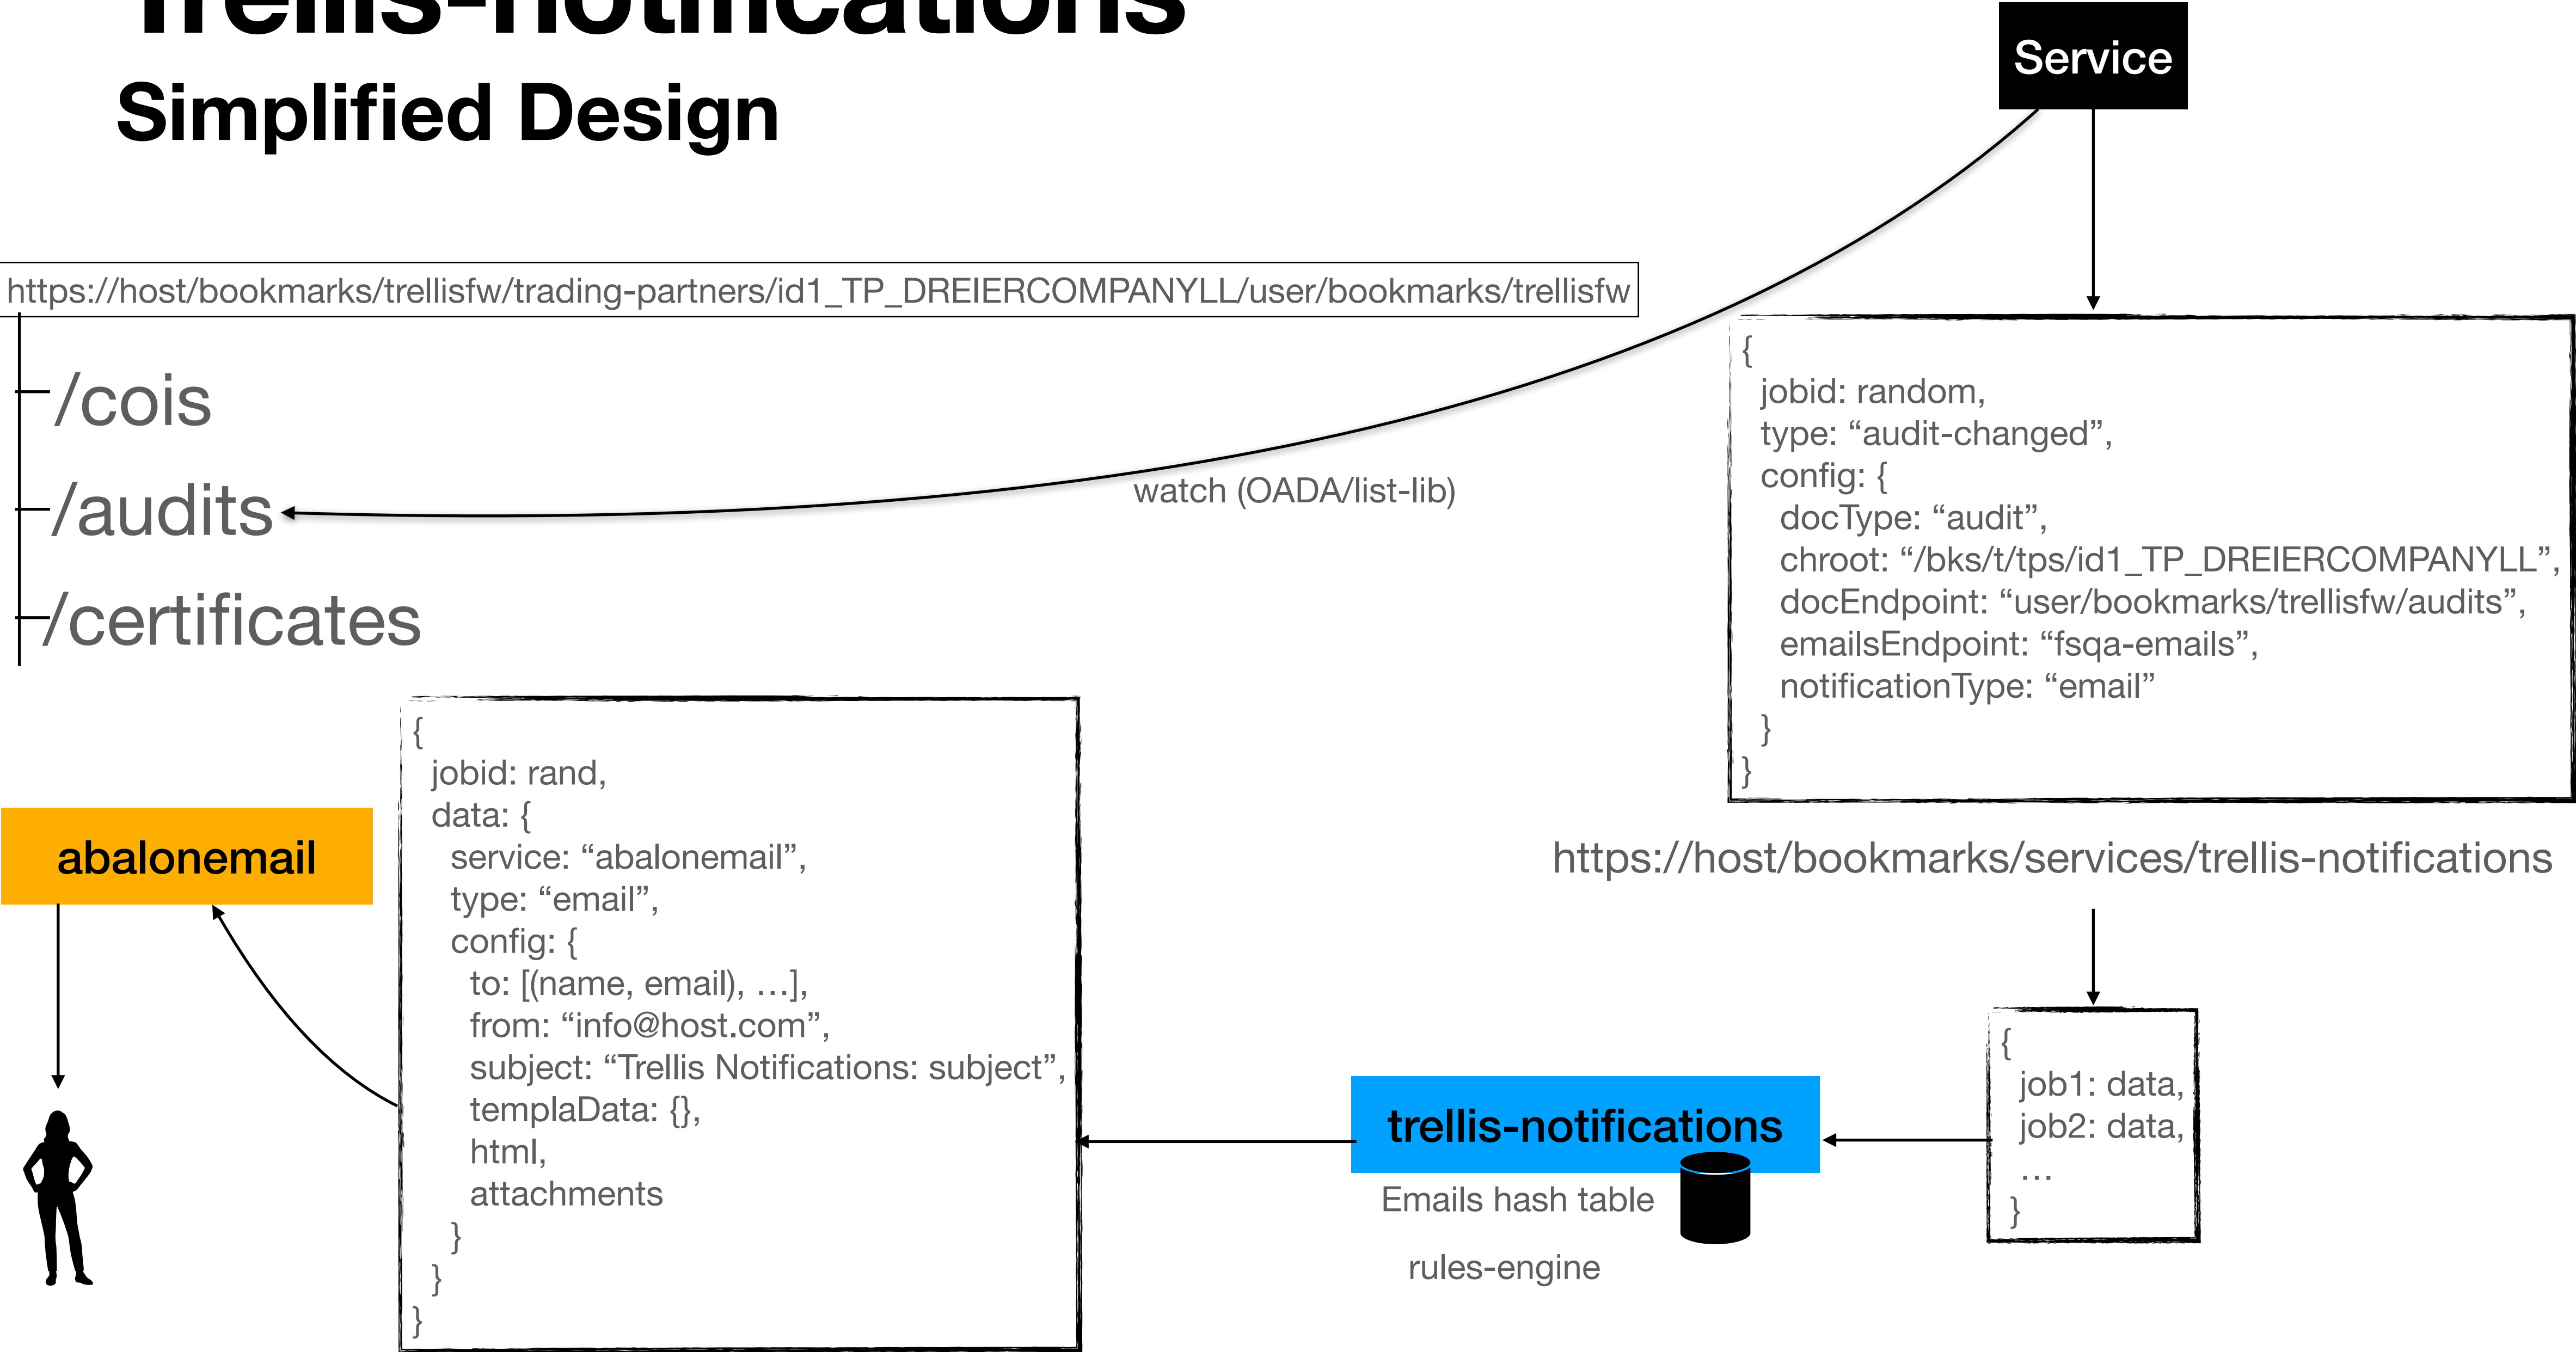 Trellis-notifications
Simplified Design
Service
https://host/bookmarks/trellisfw/trading-partners/id1_TP_DREIERCOMPANYLL/user/bookmarks/trellisfw
/cois
/audits
/certificates
watch (OADA/list-lib)
{
jobid: random,
type: “audit-changed”,
config: {
docType: “audit”,
chroot: “/bks/t/tps/id1_TP_DREIERCOMPANYLL”,
docEndpoint: “user/bookmarks/trellisfw/audits”,
emailsEndpoint: “fsqa-emails”,
notificationType: “email”
}
}
https://host/bookmarks/services/trellis-notifications
{
job1: data,
job2: data,
…
}
trellis-notifications
Emails hash table
rules-engine
{
jobid: rand,
data: {
service: “abalonemail”,
type: “email”,
config: {
to: [(name, email), …],
from: “info@host.com”,
subject: “Trellis Notifications: subject”,
templaData: {},
html,
attachments
}
}
}
abalonemail